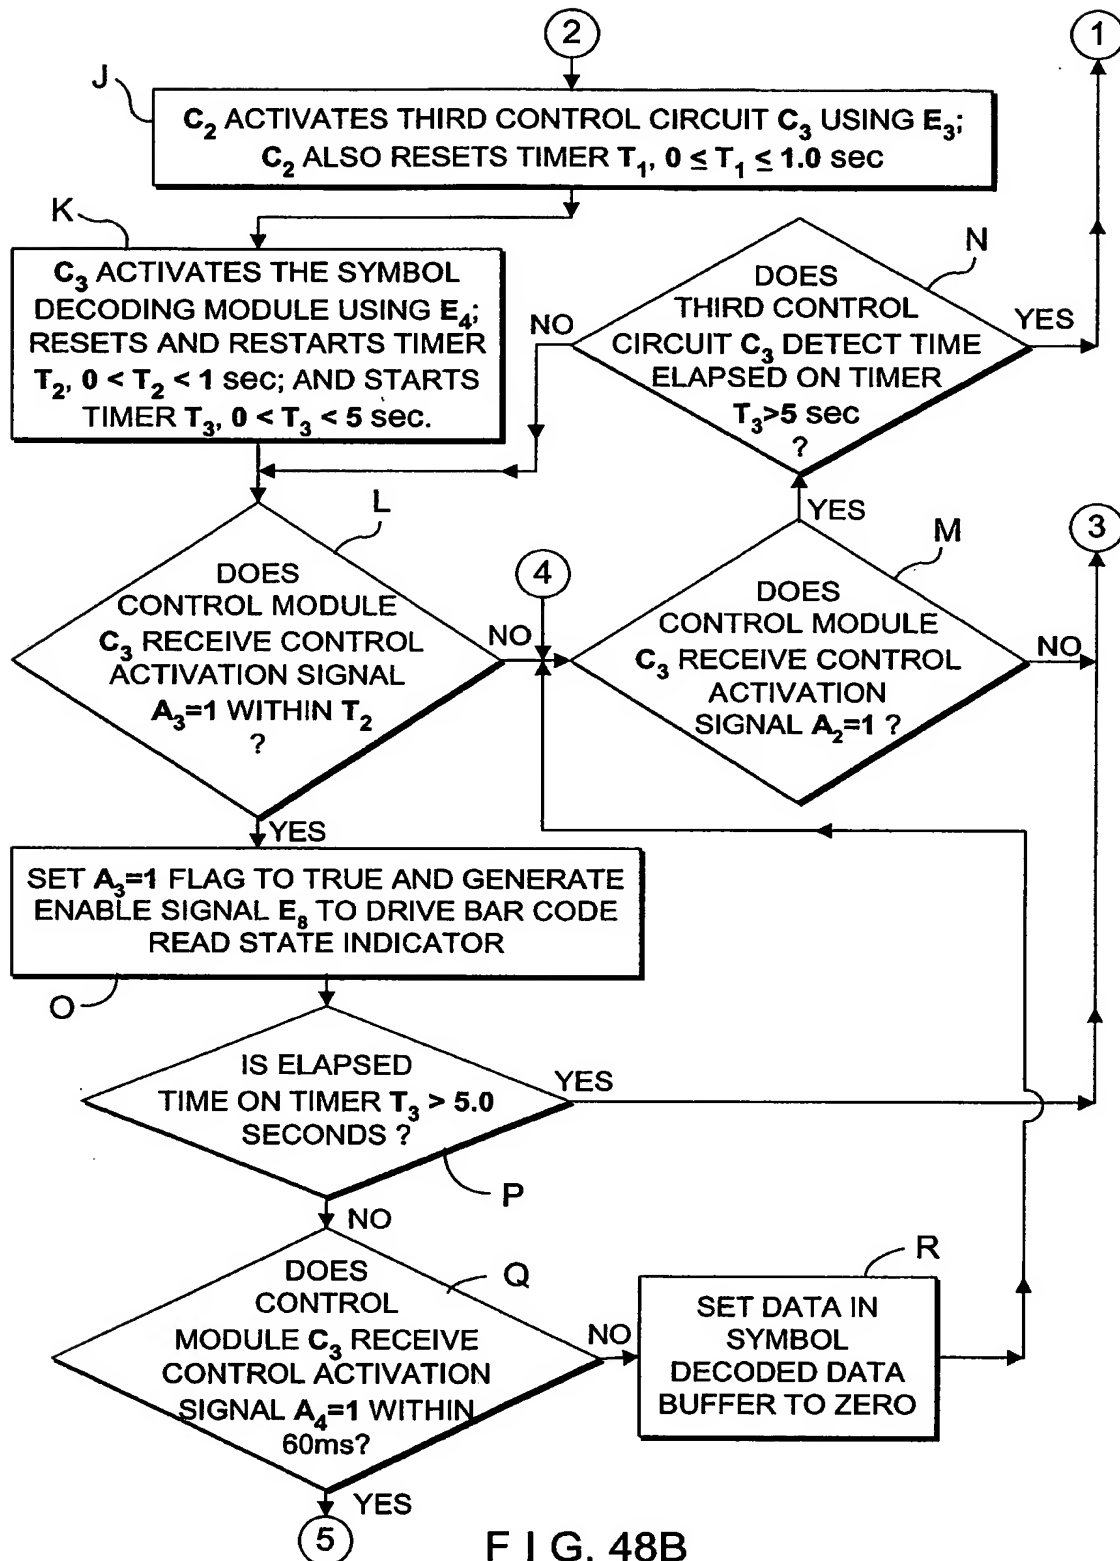 2
1
J
C₂ ACTIVATES THIRD CONTROL CIRCUIT C₃ USING E₃;
C₂ ALSO RESETS TIMER T₁, 0 ≤ T₁ ≤ 1.0 sec
K
C₃ ACTIVATES THE SYMBOL
DECODING MODULE USING E₄;
RESETS AND RESTARTS TIMER
T₂, 0 < T₂ < 1 sec; AND STARTS
TIMER T₃, 0 < T₃ < 5 sec.
N
DOES
THIRD CONTROL
CIRCUIT C₃ DETECT TIME
ELAPSED ON TIMER
T₃>5 sec
?
NO
YES
L
DOES
CONTROL MODULE
C₃ RECEIVE CONTROL
ACTIVATION SIGNAL
A₃=1 WITHIN T₂
?
NO
4
YES
M
DOES
CONTROL MODULE
C₃ RECEIVE CONTROL
ACTIVATION
SIGNAL A₂=1 ?
NO
3
YES
SET A₃=1 FLAG TO TRUE AND GENERATE
ENABLE SIGNAL E₈ TO DRIVE BAR CODE
READ STATE INDICATOR
O
IS ELAPSED
TIME ON TIMER T₃ > 5.0
SECONDS ?
YES
P
NO
DOES
CONTROL
MODULE C₃ RECEIVE
CONTROL ACTIVATION
SIGNAL A₄=1 WITHIN
60ms?
Q
NO
R
SET DATA IN
SYMBOL
DECODED DATA
BUFFER TO ZERO
YES
5
F I G. 48B